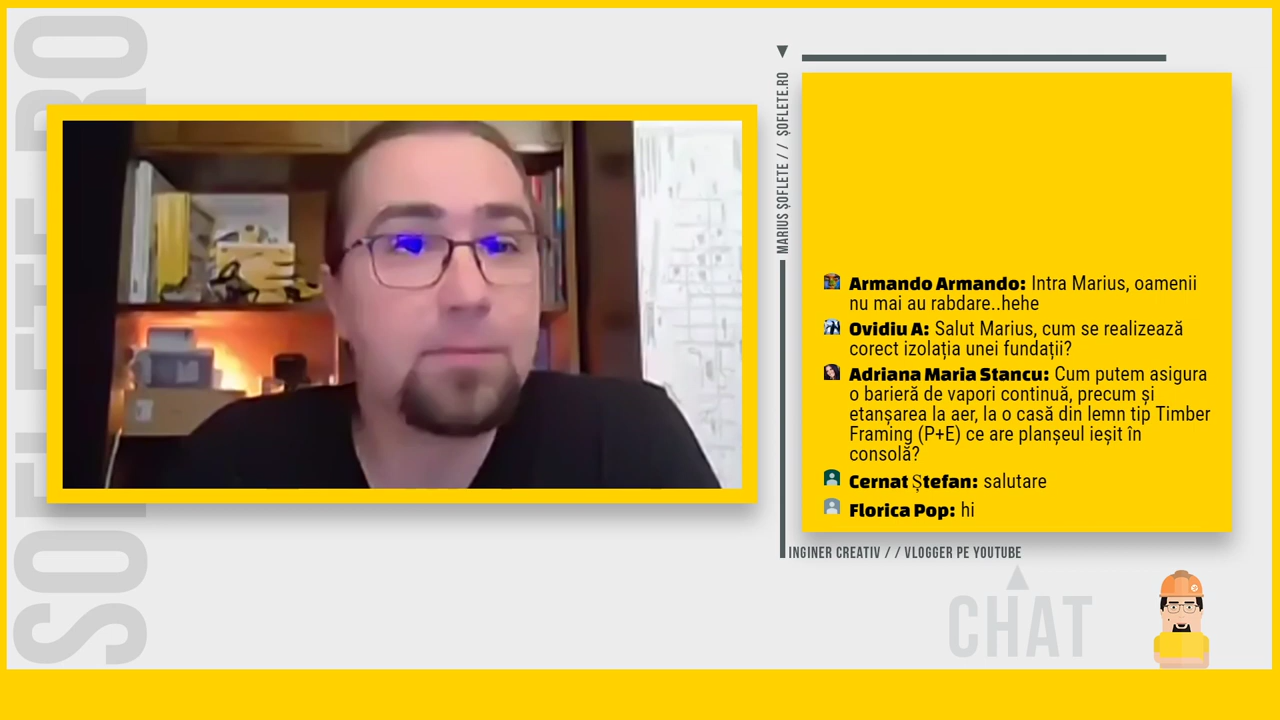 SOFLETE.RO
MARIUS ȘOFLETE / / ȘOFLETE.RO
Armando Armando: Intra Marius, oamenii
nu mai au rabdare..hehe
Ovidiu A: Salut Marius, cum se realizează
corect izolația unei fundații?
Adriana Maria Stancu: Cum putem asigura
o barieră de vapori continuă, precum și
etanșarea la aer, la o casă din lemn tip Timber
Framing (P+E) ce are planșeul ieșit în
consolă?
Cernat Ștefan: salutare
Florica Pop: hi
INGINER CREATIV / / VLOGGER PE YOUTUBE
CHAT